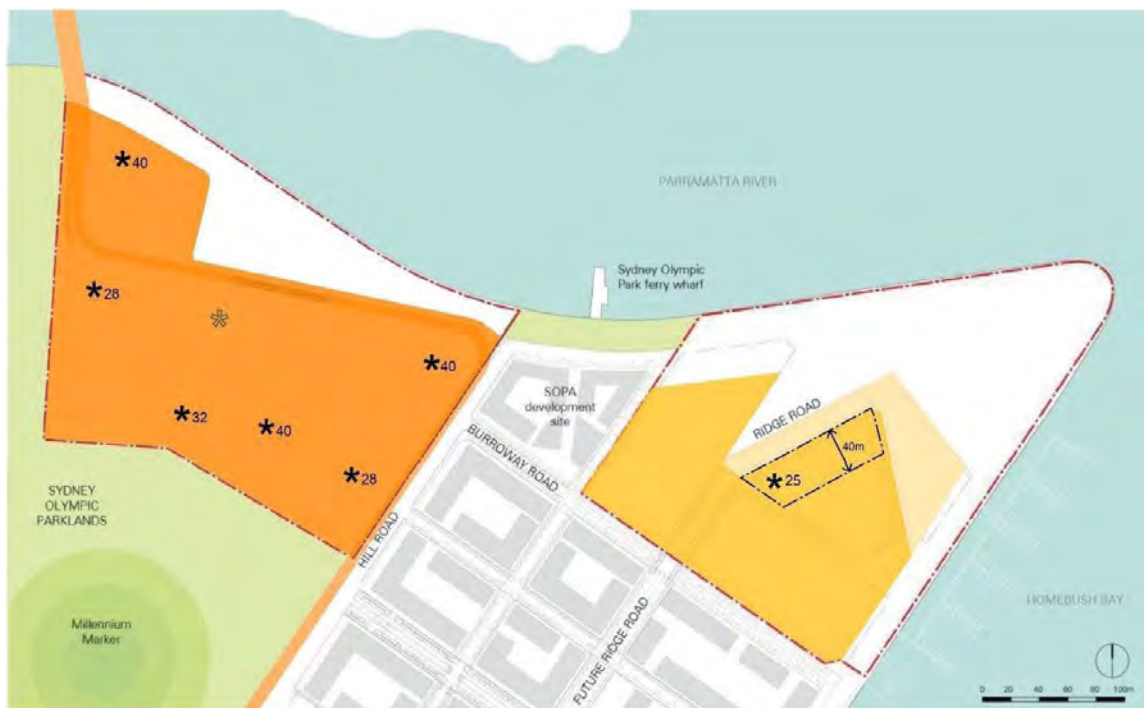 *40
PARRAMATTA RIVER
Sydney Olympic
Park ferry wharf
*28
*
*40
SOPA
development
site
RIDGE ROAD
*32
*40
BURROWAY ROAD
40m
*28
*25
SYDNEY
OLYMPIC
PARKLANDS
HILL ROAD
HOMEBUSH BAY
Millennium
Marker
FUTURE RIDGE ROAD
0 20 40 60 80 100m